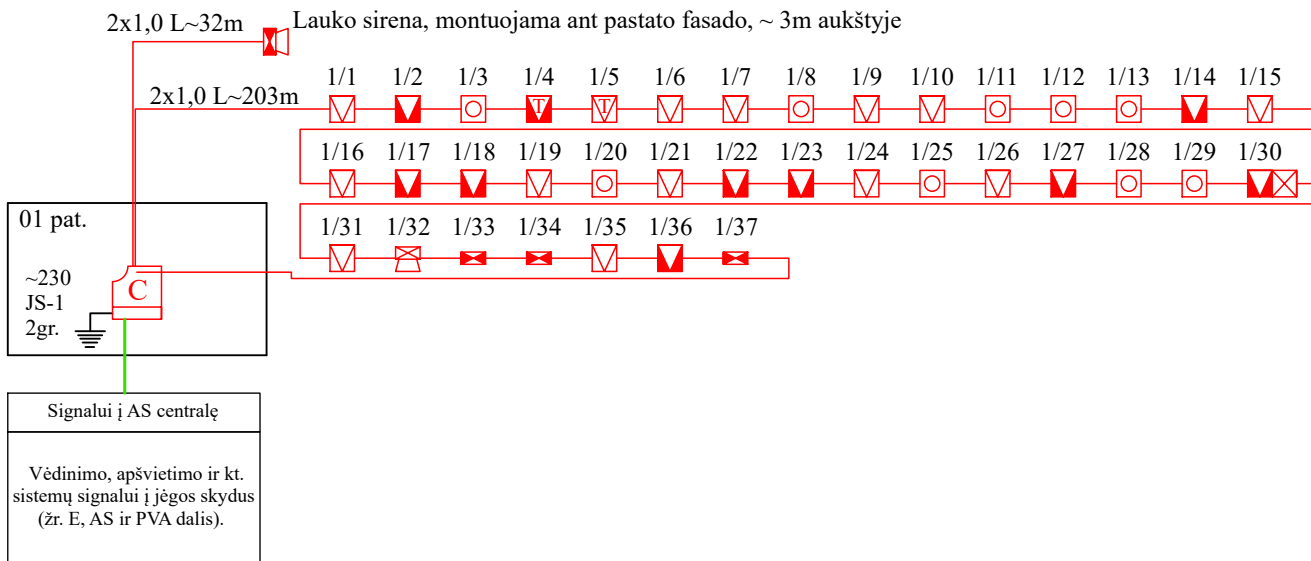 2x1,0 L~32m
Lauko sirena, montuojama ant pastato fasado, ~ 3m aukštyje
2x1,0 L~203m
1/1 1/2 1/3 1/4 1/5 1/6 1/7 1/8 1/9 1/10 1/11 1/12 1/13 1/14 1/15
T T
1/16 1/17 1/18 1/19 1/20 1/21 1/22 1/23 1/24 1/25 1/26 1/27 1/28 1/29 1/30
1/31 1/32 1/33 1/34 1/35 1/36 1/37
01 pat.
~230
JS-1
2gr.
C
Signalui į AS centralę
Vėdinimo, apšvietimo ir kt.
sistemų signalui į jėgos skydus
(žr. E, AS ir PVA dalis).